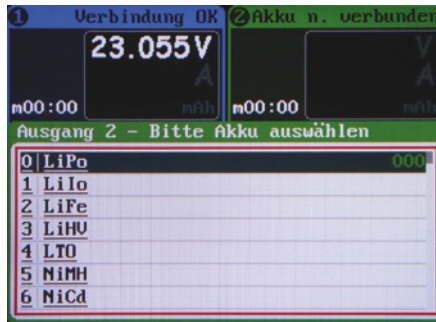 1 Verbindung OK
23.055V
A
m00:00 mAh
2 Akku n. verbunden
V
A
m00:00 mAh
Ausgang 2 - Bitte Akku auswählen
0 LiPo 000
1 LiIo
2 LiFe
3 LiHV
4 LTO
5 NiMH
6 NiCd